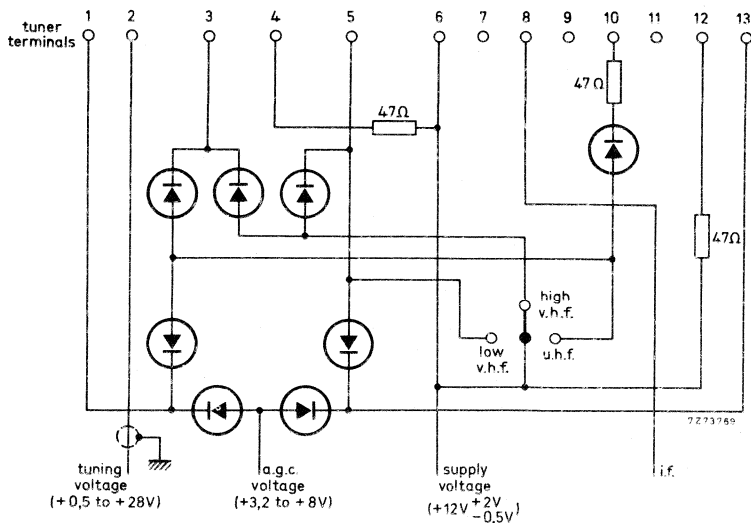 tuner
terminals
1 2 3 4 5 6 7 8 9 10 11 12 13
47Ω
47Ω
47Ω
high
v.h.f.
low
v.h.f.
u.h.f.
7Z73769
tuning
voltage
(+0,5 to +28V)
a.g.c.
voltage
(+3,2 to +8V)
supply
voltage
(+12V +2V
-0.5V)
i.f.